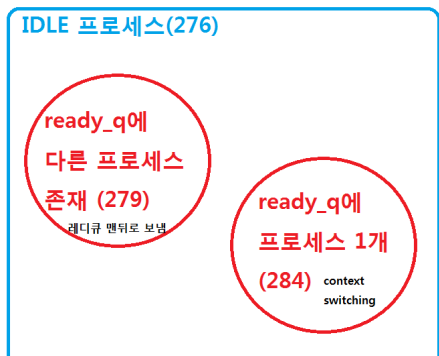 IDLE 프로세스(276)
ready_q에
다른 프로세스
존재 (279)
레디큐 맨뒤로 보냄
ready_q에
프로세스 1개
(284) context
switching